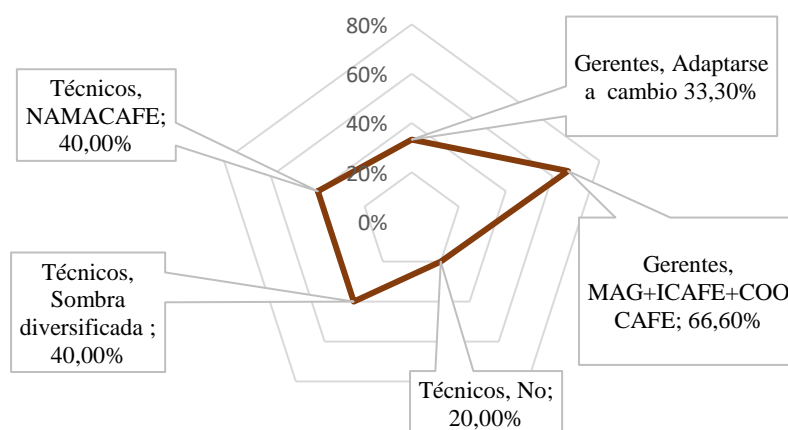 80%
60%
40%
20%
0%
Gerentes, Adaptarse
a cambio 33,30%
Gerentes,
MAG+ICAFE+COO
CAFE; 66,60%
Técnicos, No;
20,00%
Técnicos,
Sombra
diversificada ;
40,00%
Técnicos,
NAMACAFE;
40,00%